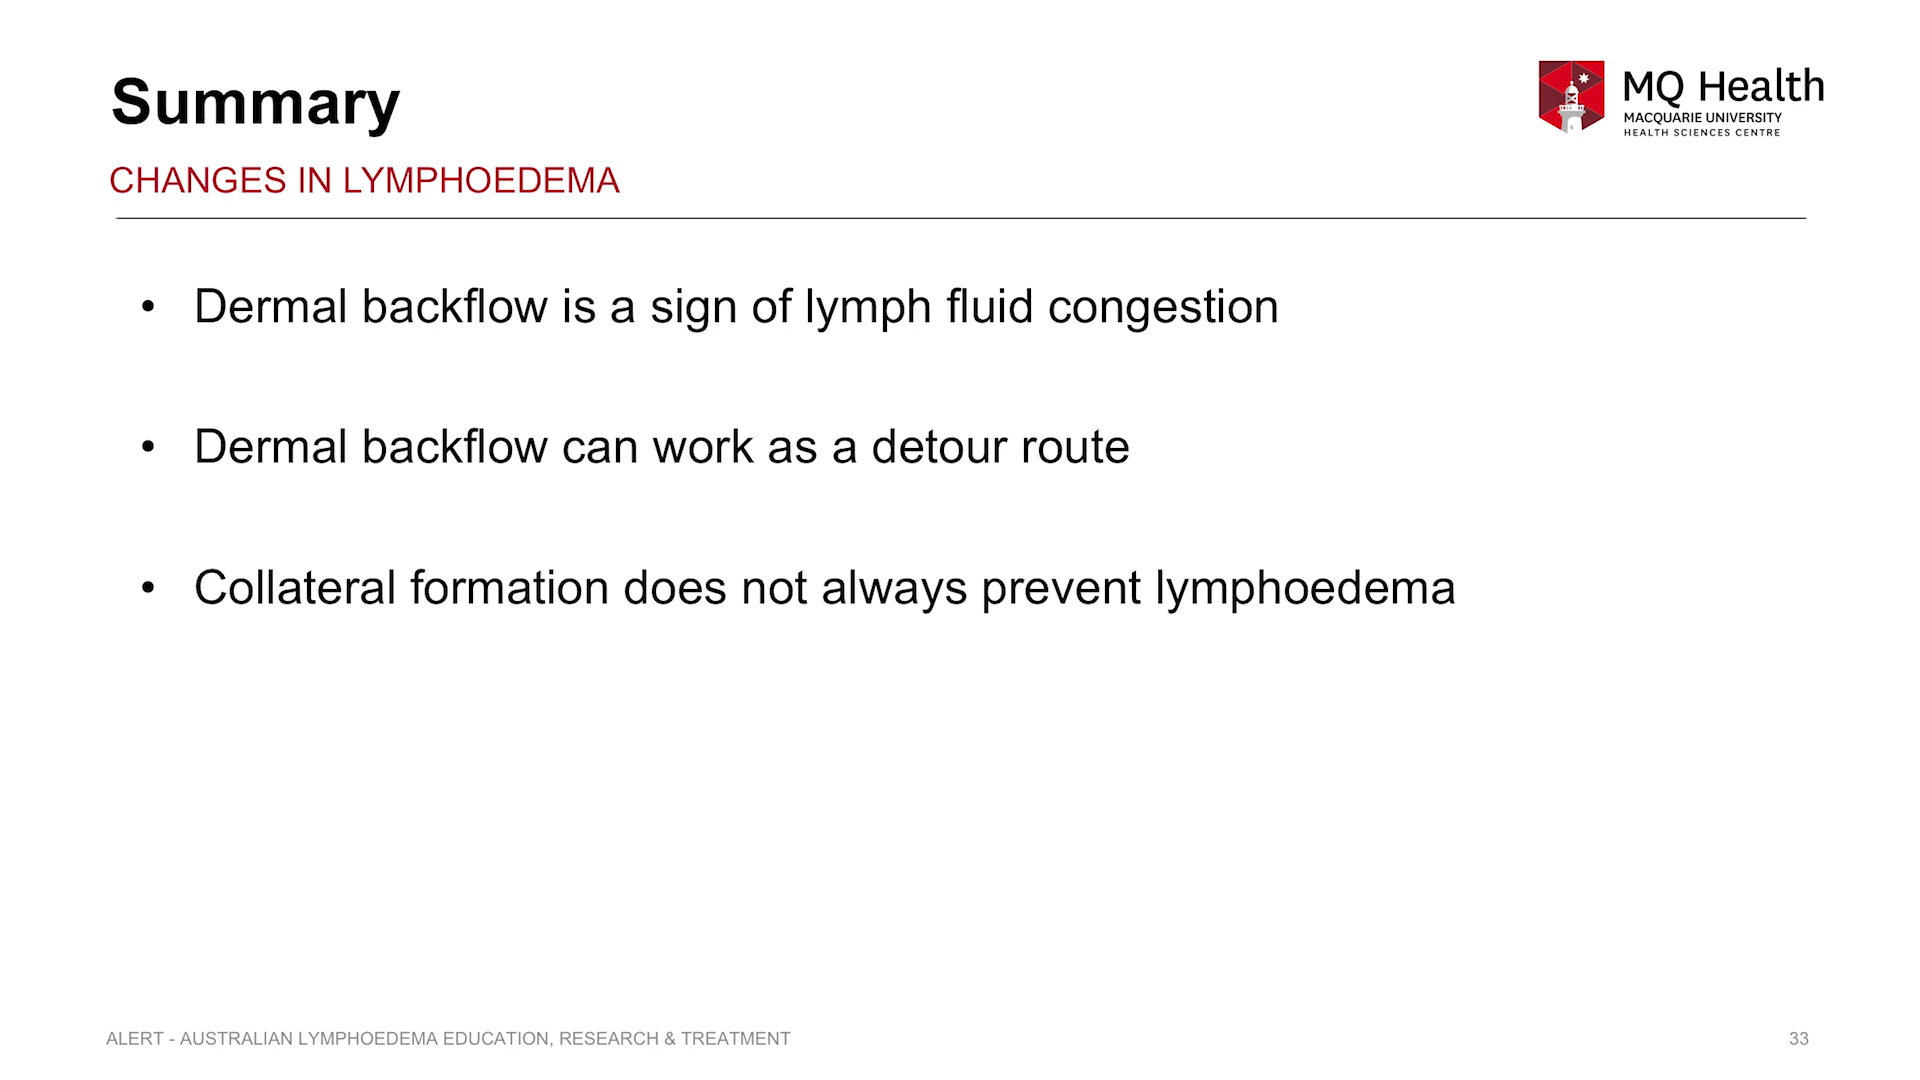 Summary
MQ Health
MACQUARIE UNIVERSITY
HEALTH SCIENCES CENTRE
CHANGES IN LYMPHOEDEMA
• Dermal backflow is a sign of lymph fluid congestion
• Dermal backflow can work as a detour route
• Collateral formation does not always prevent lymphoedema
ALERT - AUSTRALIAN LYMPHOEDEMA EDUCATION, RESEARCH & TREATMENT
33